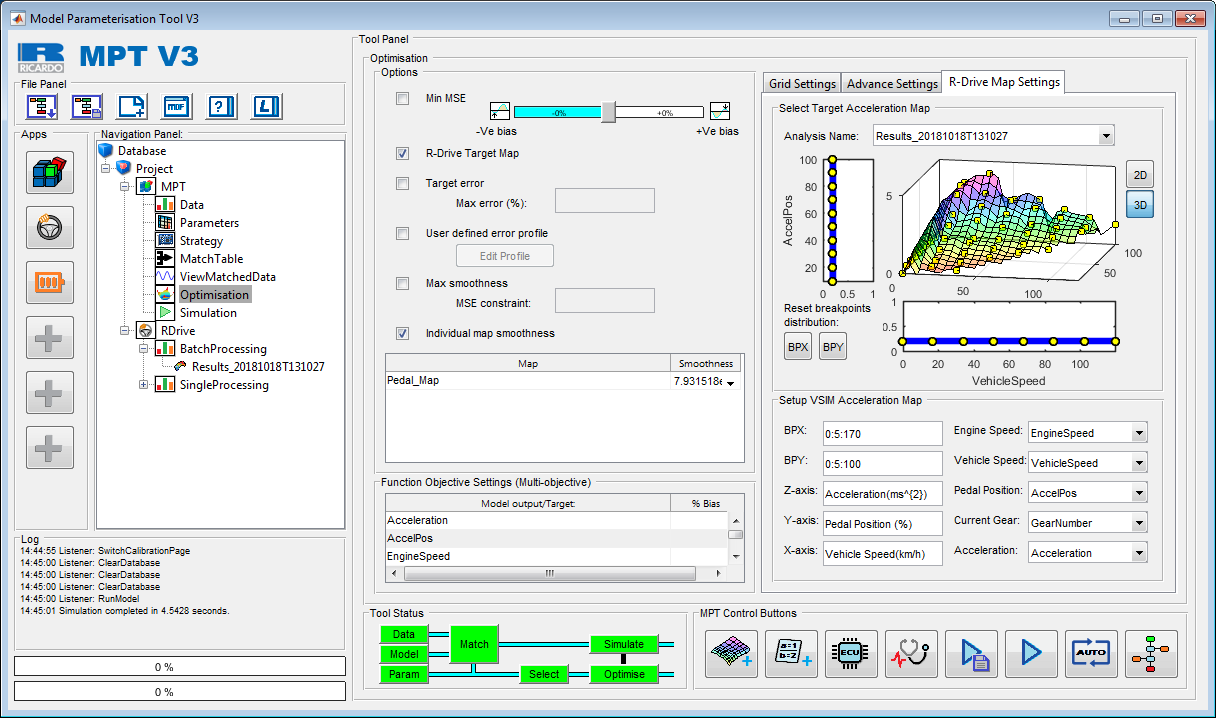 Model Parameterisation Tool V3
RICARDO
MPT V3
File Panel
MDF
?
L
Apps
Navigation Panel:
Database
Project
MPT
Data
Parameters
Strategy
MatchTable
ViewMatchedData
Optimisation
Simulation
RDrive
BatchProcessing
Results_20181018T131027
SingleProcessing
Log
14:44:55 Listener: SwitchCalibrationPage
14:45:00 Listener: ClearDatabase
14:45:00 Listener: ClearDatabase
14:45:00 Listener: ClearDatabase
14:45:00 Listener: RunModel
14:45:01 Simulation completed in 4.5428 seconds.
0 %
0 %
Tool Panel
Optimisation
Options
Min MSE
-0%
+0%
-Ve bias
+Ve bias
R-Drive Target Map
Target error
Max error (%):
User defined error profile
Edit Profile
Max smoothness
MSE constraint:
Individual map smoothness
Map
Smoothness
Pedal_Map
7.931518e
Function Objective Settings (Multi-objective)
Model output/Target:
% Bias
Acceleration
AccelPos
EngineSpeed
Grid Settings
Advance Settings
R-Drive Map Settings
Select Target Acceleration Map
Analysis Name:
Results_20181018T131027
100
80
60
40
20
AccelPos
0 0.5 1
5
0
0
50
100
50
100
2D
3D
Reset breakpoints
distribution:
BPX
BPY
1
0.5
0
0 20 40 60 80 100
VehicleSpeed
Setup VSIM Acceleration Map
BPX:
0:5:170
Engine Speed:
EngineSpeed
BPY:
0:5:100
Vehicle Speed:
VehicleSpeed
Z-axis:
Acceleration(ms^{2})
Pedal Position:
AccelPos
Y-axis:
Pedal Position (%)
Current Gear:
GearNumber
X-axis:
Vehicle Speed(km/h)
Acceleration:
Acceleration
Tool Status
Data
Model
Param
Match
Select
Simulate
Optimise
MPT Control Buttons
a=1
b=2
ECU
AUTO